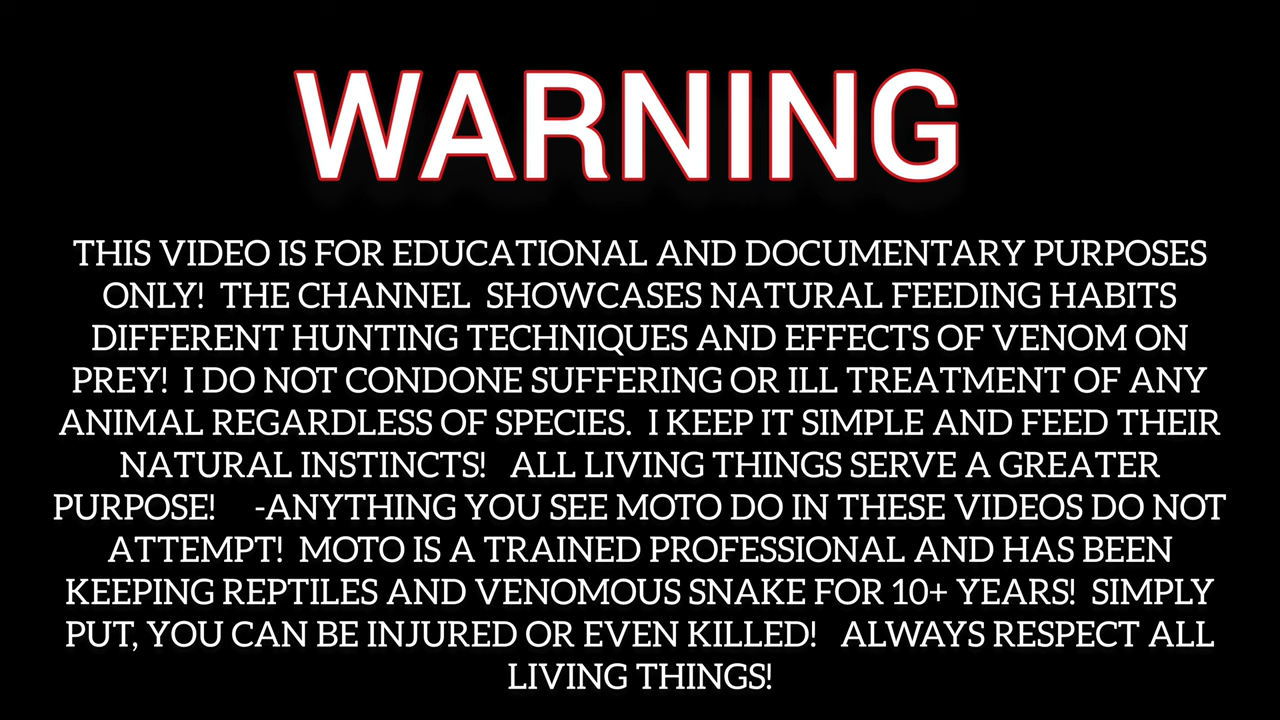 WARNING
THIS VIDEO IS FOR EDUCATIONAL AND DOCUMENTARY PURPOSES
ONLY!  THE CHANNEL  SHOWCASES NATURAL FEEDING HABITS
DIFFERENT HUNTING TECHNIQUES AND EFFECTS OF VENOM ON
PREY!  I DO NOT CONDONE SUFFERING OR ILL TREATMENT OF ANY
ANIMAL REGARDLESS OF SPECIES.  I KEEP IT SIMPLE AND FEED THEIR
NATURAL INSTINCTS!   ALL LIVING THINGS SERVE A GREATER
PURPOSE!     -ANYTHING YOU SEE MOTO DO IN THESE VIDEOS DO NOT
ATTEMPT!  MOTO IS A TRAINED PROFESSIONAL AND HAS BEEN
KEEPING REPTILES AND VENOMOUS SNAKE FOR 10+ YEARS!  SIMPLY
PUT, YOU CAN BE INJURED OR EVEN KILLED!   ALWAYS RESPECT ALL
LIVING THINGS!